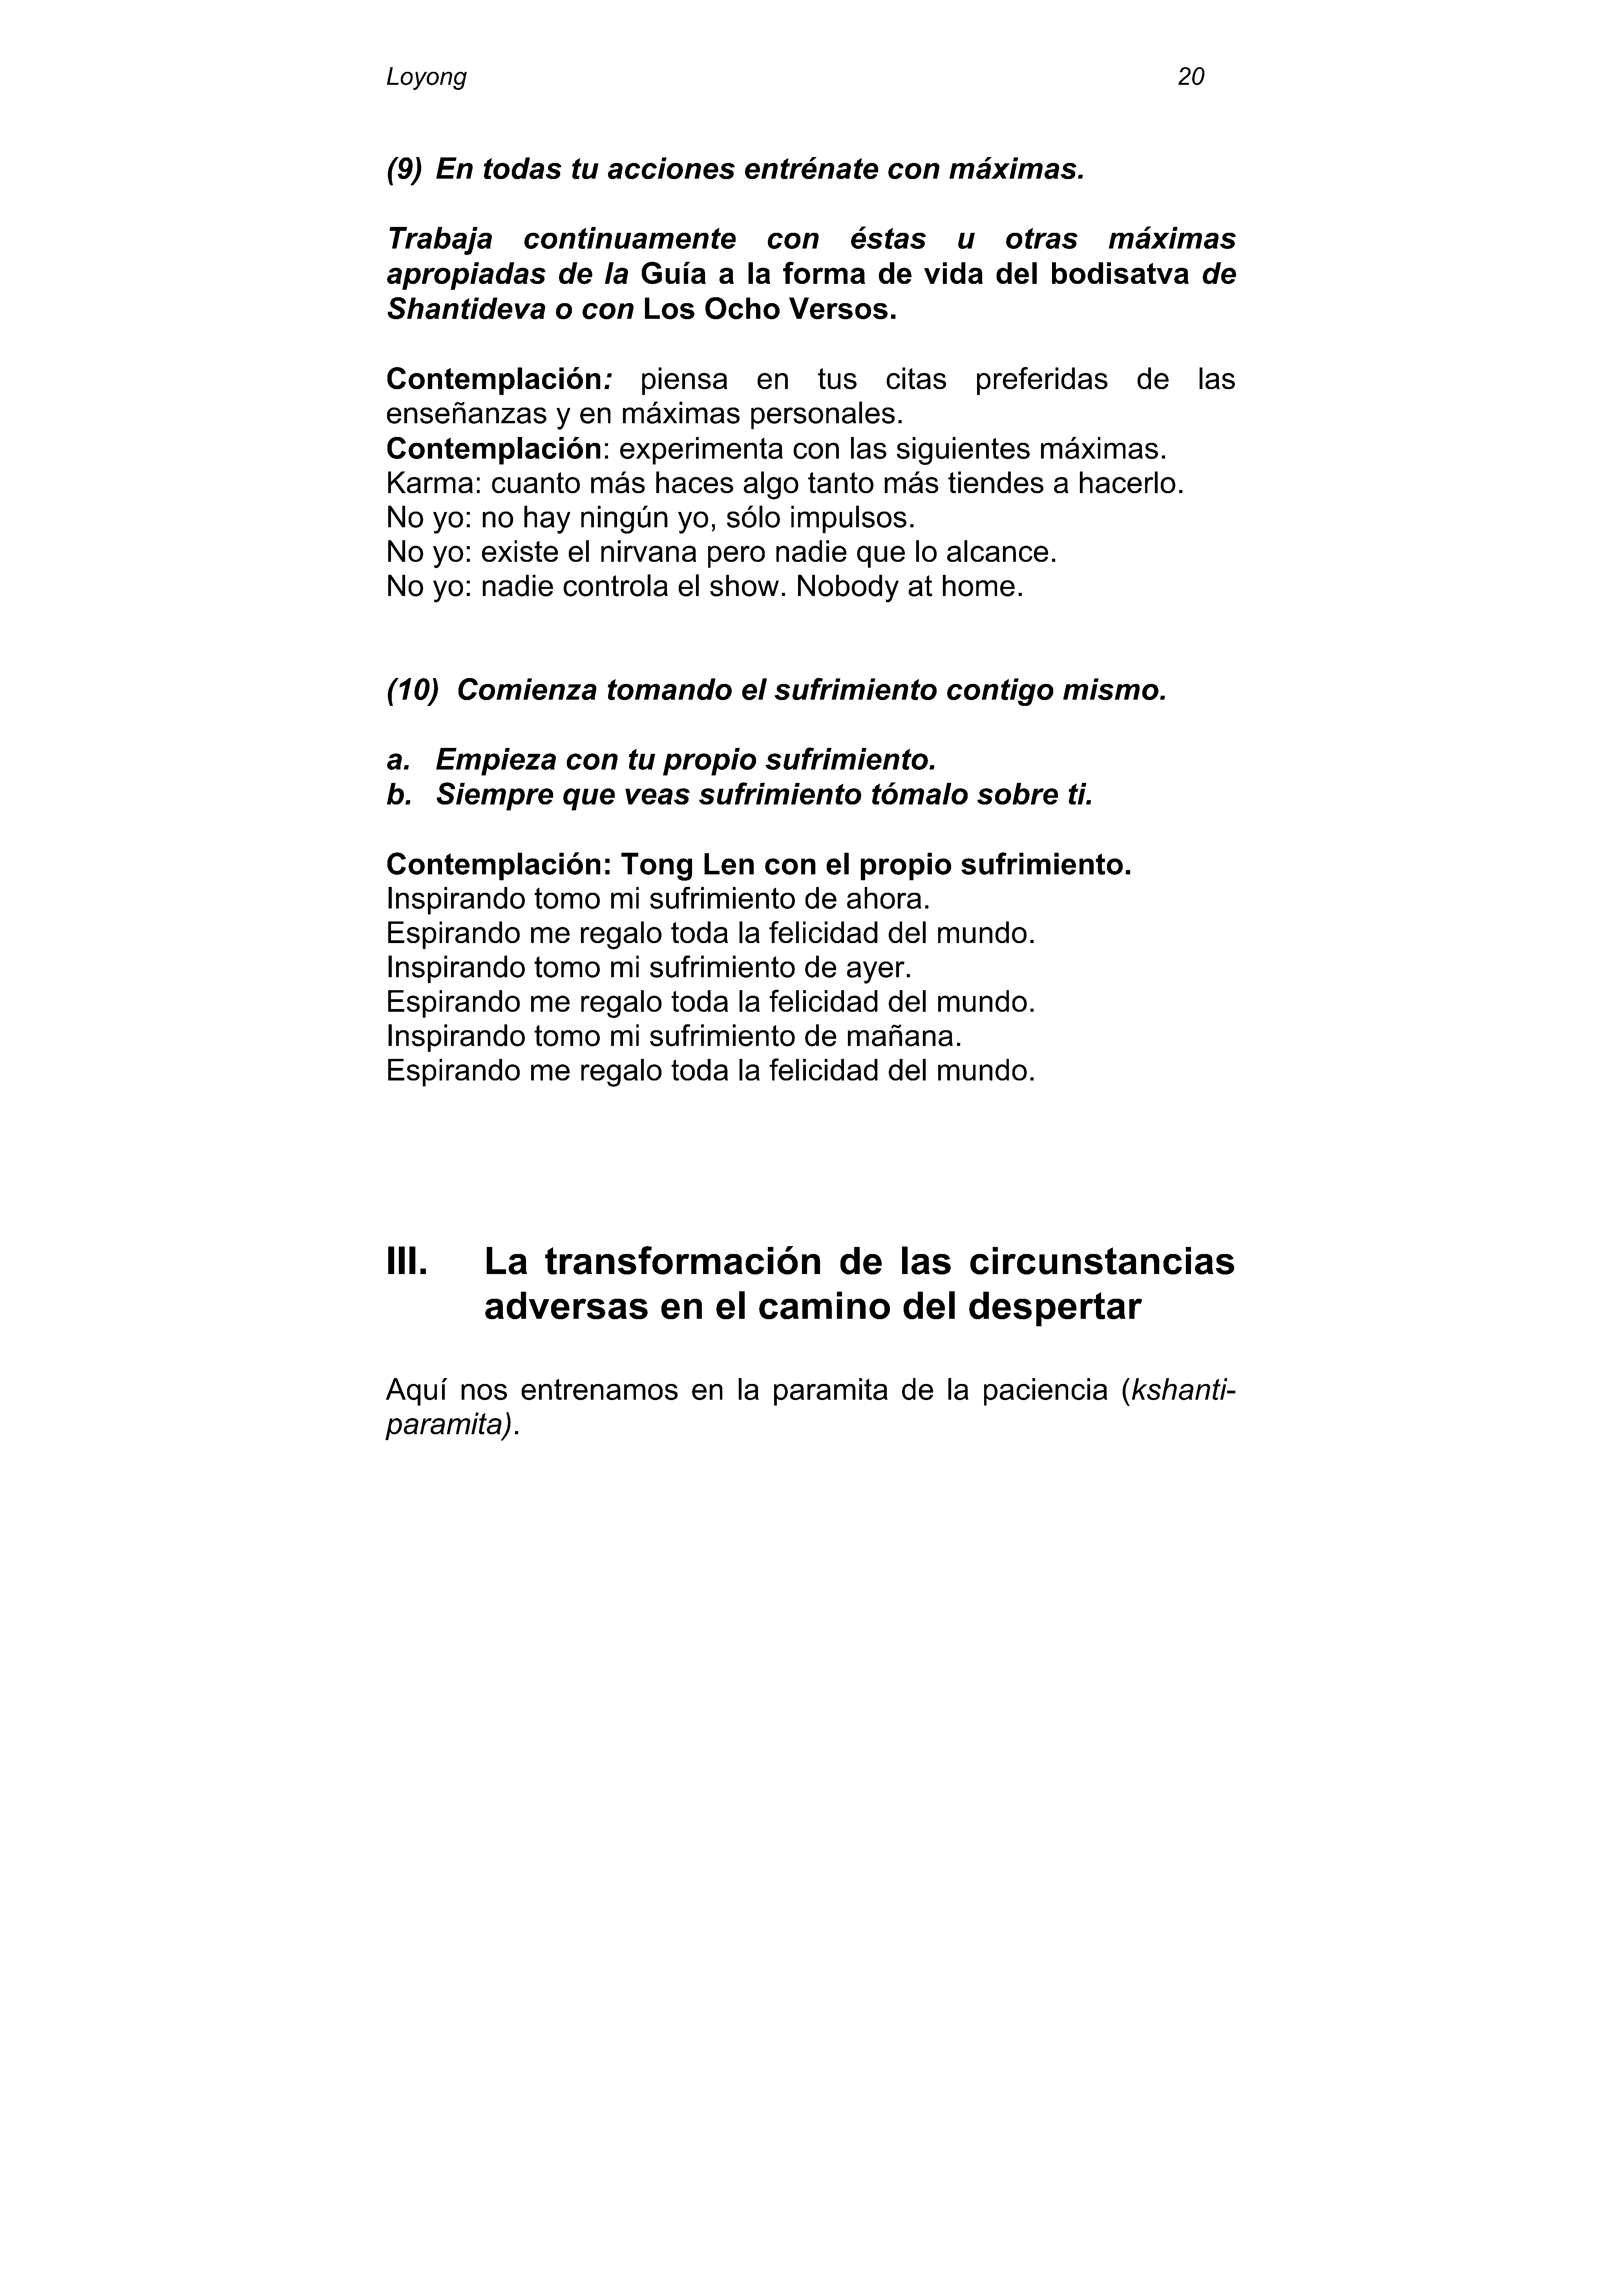 Loyong 20
(9) En todas tu acciones entrénate con máximas.
Trabaja continuamente con éstas u otras máximas
apropiadas de la Guía a la forma de vida del bodisatva de
Shantideva o con Los Ocho Versos.
Contemplación: piensa en tus citas preferidas de las
enseñanzas y en máximas personales.
Contemplación: experimenta con las siguientes máximas.
Karma: cuanto más haces algo tanto más tiendes a hacerlo.
No yo: no hay ningún yo, sólo impulsos.
No yo: existe el nirvana pero nadie que lo alcance.
No yo: nadie controla el show. Nobody at home.
(10) Comienza tomando el sufrimiento contigo mismo.
a. Empieza con tu propio sufrimiento.
b. Siempre que veas sufrimiento tómalo sobre ti.
Contemplación: Tong Len con el propio sufrimiento.
Inspirando tomo mi sufrimiento de ahora.
Espirando me regalo toda la felicidad del mundo.
Inspirando tomo mi sufrimiento de ayer.
Espirando me regalo toda la felicidad del mundo.
Inspirando tomo mi sufrimiento de mañana.
Espirando me regalo toda la felicidad del mundo.
III. La transformación de las circunstancias
adversas en el camino del despertar
Aquí nos entrenamos en la paramita de la paciencia (kshanti-
paramita).